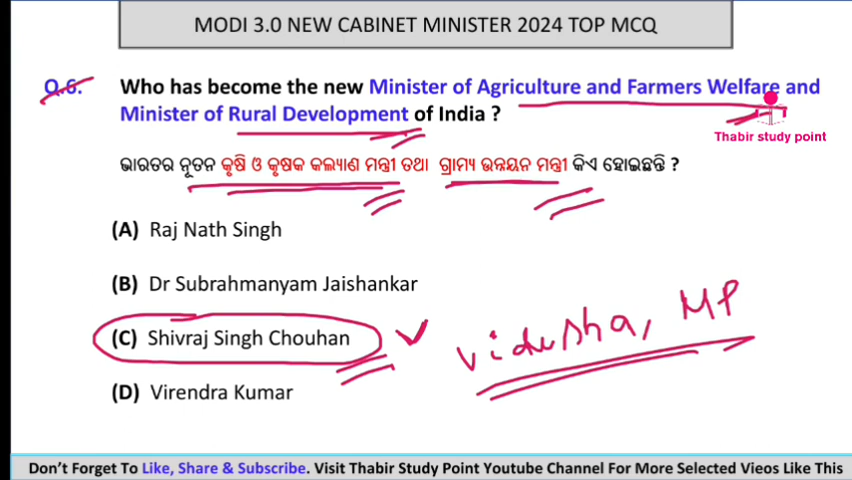 MODI 3.0 NEW CABINET MINISTER 2024 TOP MCQ
Q.6. Who has become the new Minister of Agriculture and Farmers Welfare and
Minister of Rural Development of India ?
Thabir study point
ଭାରତର ନୂତନ କୃଷି ଓ କୃଷକ କଲ୍ୟାଣ ମନ୍ତ୍ରୀ ତଥା ଗ୍ରାମ୍ୟ ଉନ୍ନୟନ ମନ୍ତ୍ରୀ କିଏ ହୋଇଛନ୍ତି ?
(A) Raj Nath Singh
(B) Dr Subrahmanyam Jaishankar
(C) Shivraj Singh Chouhan
vidusha, MP
(D) Virendra Kumar
Don't Forget To Like, Share & Subscribe. Visit Thabir Study Point Youtube Channel For More Selected Vieos Like This